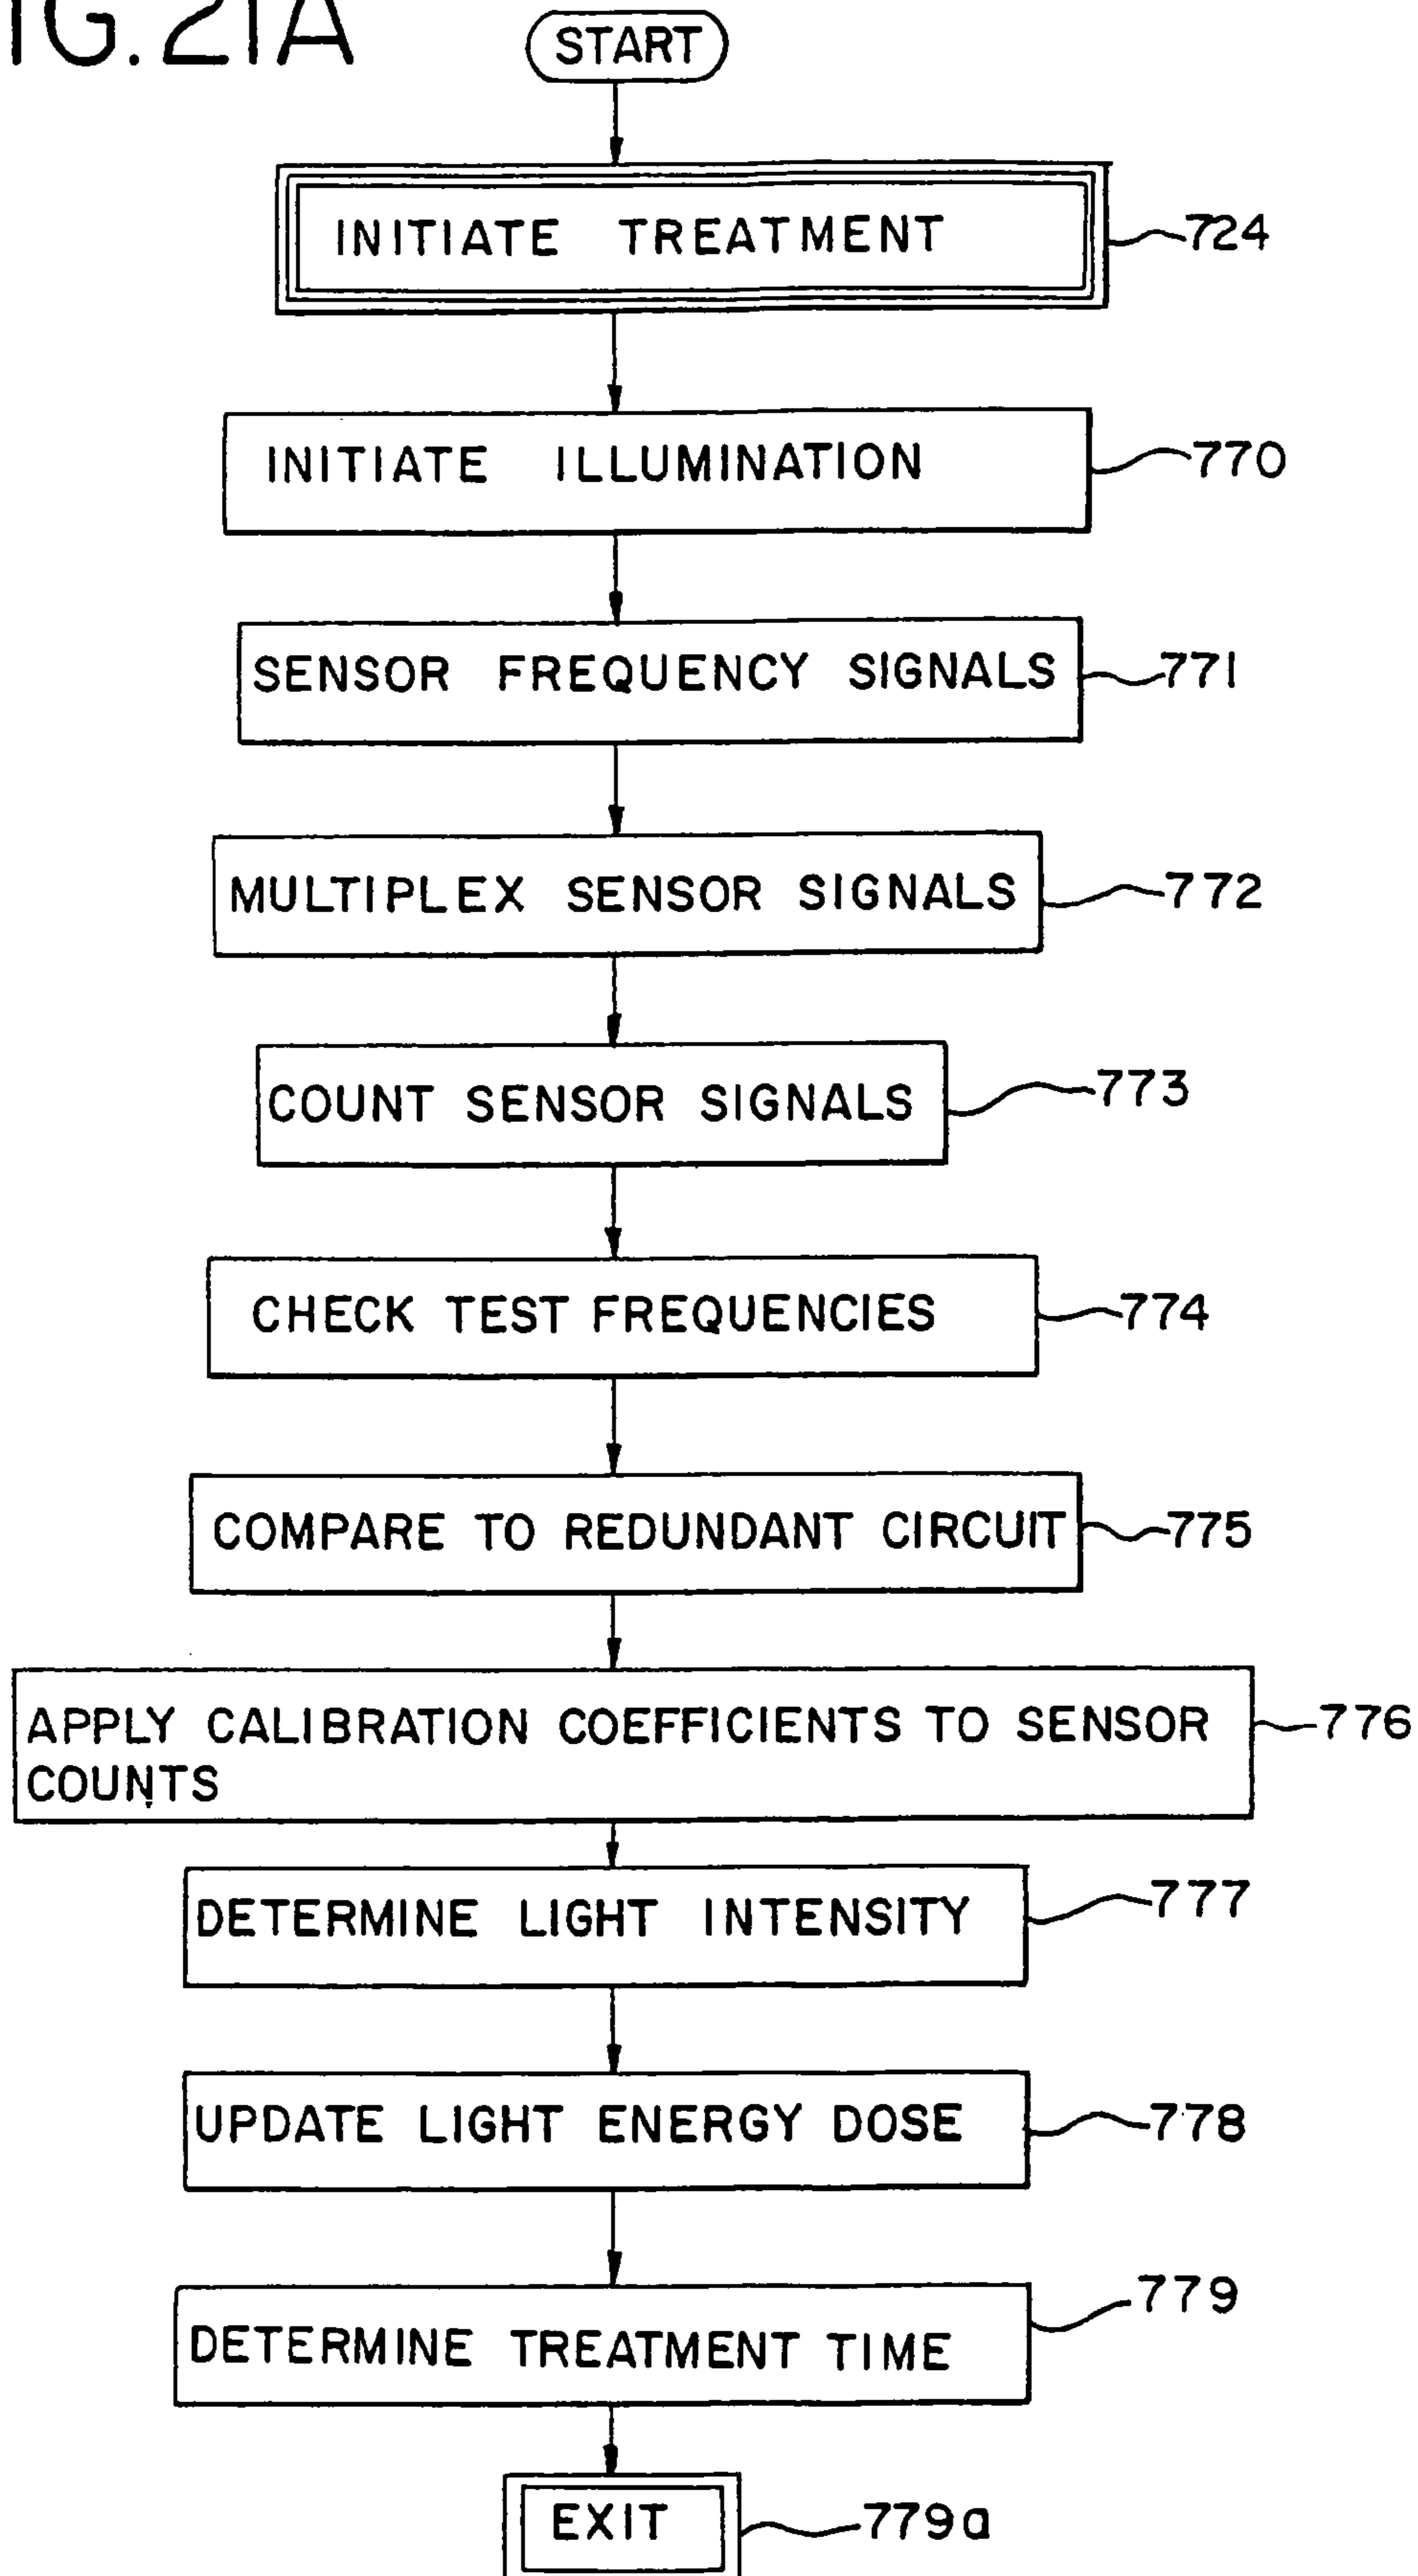 IG. 21A
START
INITIATE TREATMENT
724
INITIATE ILLUMINATION
770
SENSOR FREQUENCY SIGNALS
771
MULTIPLEX SENSOR SIGNALS
772
COUNT SENSOR SIGNALS
773
CHECK TEST FREQUENCIES
774
COMPARE TO REDUNDANT CIRCUIT
775
APPLY CALIBRATION COEFFICIENTS TO SENSOR
COUNTS
776
DETERMINE LIGHT INTENSITY
777
UPDATE LIGHT ENERGY DOSE
778
DETERMINE TREATMENT TIME
779
EXIT
779a